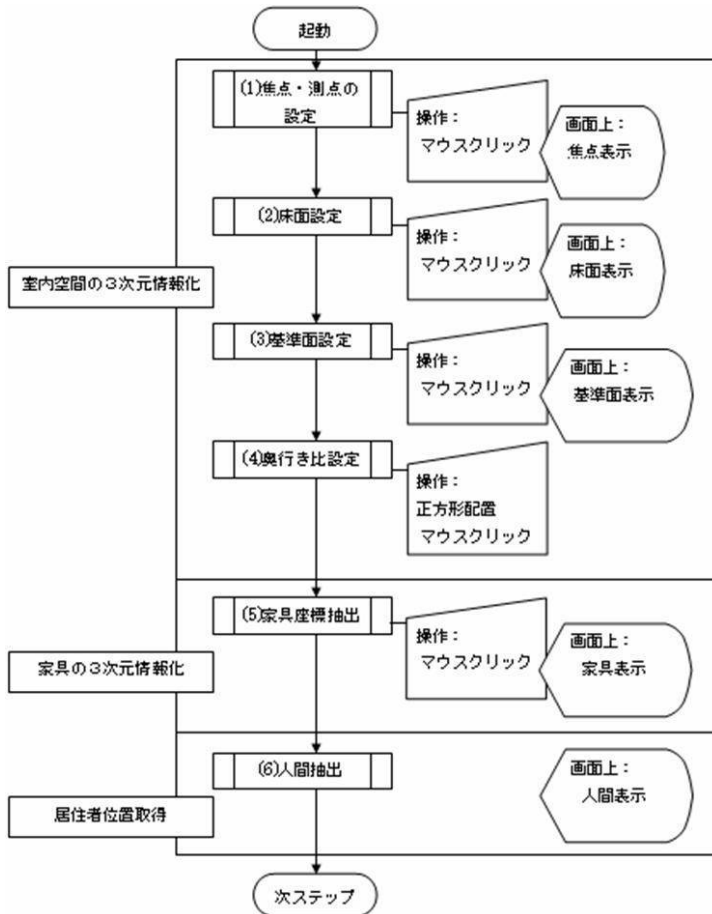 起動
(1)焦点・測点の
設定
操作：
マウスクリック
画面上：
焦点表示
(2)床面設定
操作：
マウスクリック
画面上：
床面表示
室内空間の３次元情報化
(3)基準面設定
操作：
マウスクリック
画面上：
基準面表示
(4)奥行き比設定
操作：
正方形配置
マウスクリック
(5)家具座標抽出
操作：
マウスクリック
画面上：
家具表示
家具の３次元情報化
(6)人間抽出
画面上：
人間表示
居住者位置取得
次ステップ